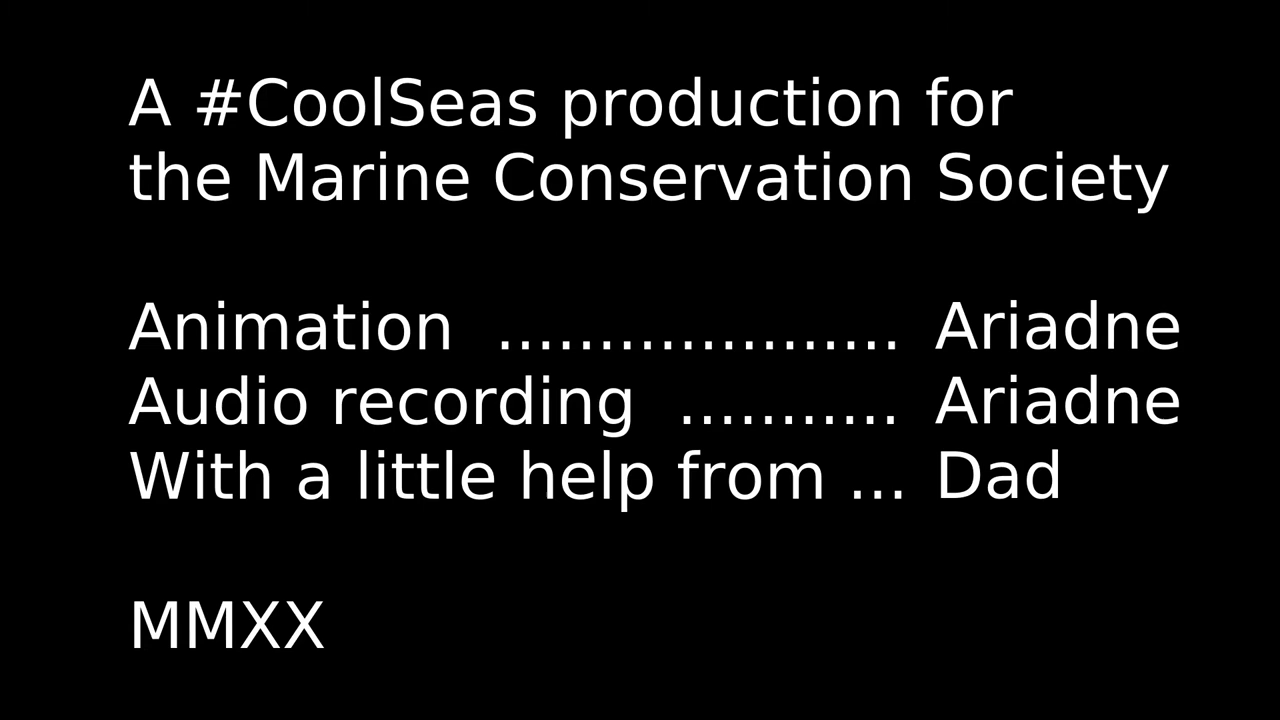 A #CoolSeas production for
the Marine Conservation Society
Animation .................... Ariadne
Audio recording ........... Ariadne
With a little help from ... Dad
MMXX